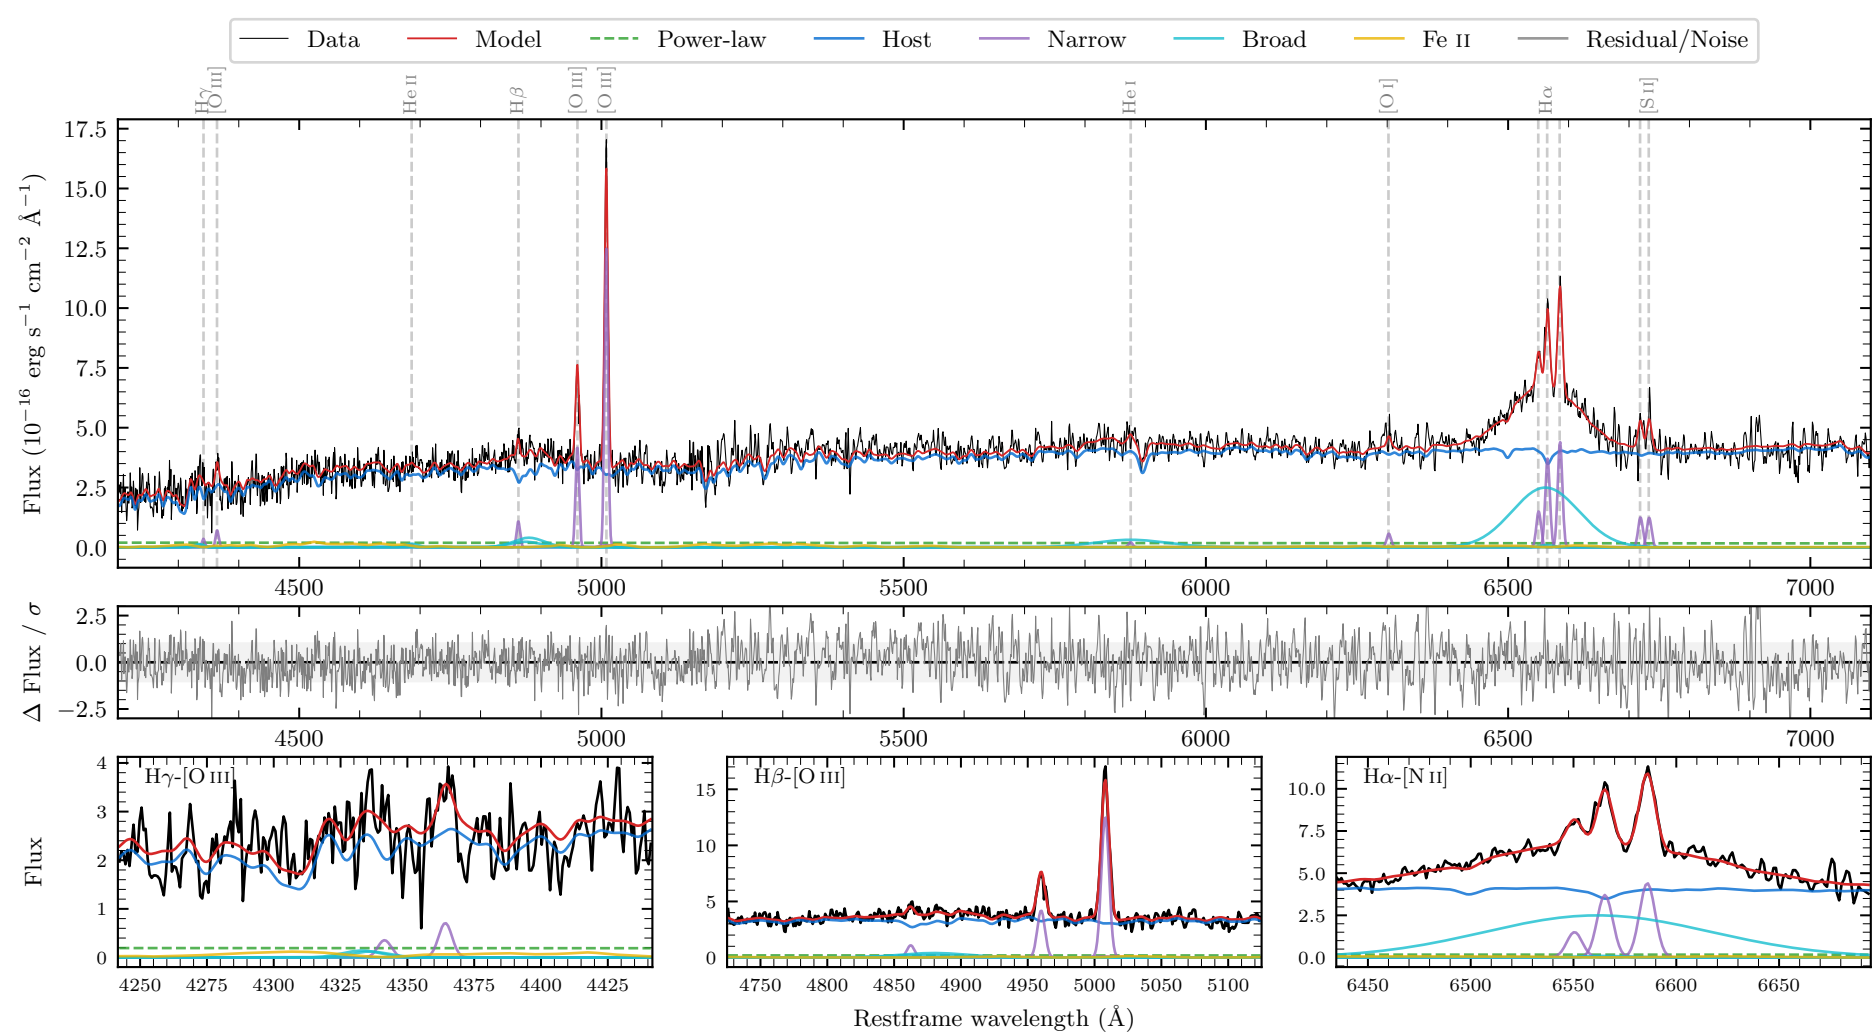 Data Model Power-law Host Narrow Broad Fe II Residual/Noise
Hγ [O III] He II Hβ [O III] [O III] He I [O I] Hα [S II]
Flux (10⁻¹⁶ erg s⁻¹ cm⁻² Å⁻¹)
17.5
15.0
12.5
10.0
7.5
5.0
2.5
0.0
4500 5000 5500 6000 6500 7000
Δ Flux / σ
2.5
0.0
−2.5
4500 5000 5500 6000 6500 7000
Flux
Hγ-[O III]
4
3
2
1
0
4250 4275 4300 4325 4350 4375 4400 4425
Hβ-[O III]
15
10
5
0
4750 4800 4850 4900 4950 5000 5050 5100
Hα-[N II]
10.0
7.5
5.0
2.5
0.0
6450 6500 6550 6600 6650
Restframe wavelength (Å)